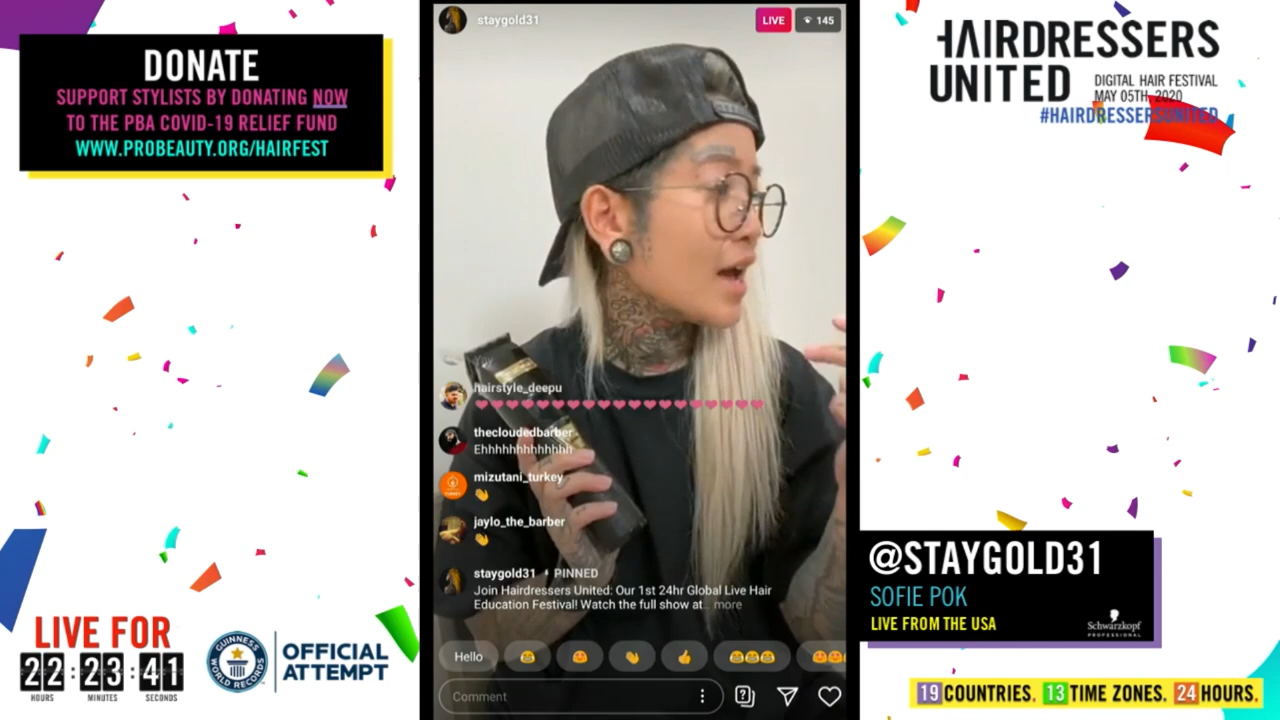 DONATE
SUPPORT STYLISTS BY DONATING NOW
TO THE PBA COVID-19 RELIEF FUND
WWW.PROBEAUTY.ORG/HAIRFEST
staygold31
LIVE
145
HAIRDRESSERS
UNITED
DIGITAL HAIR FESTIVAL
MAY 05TH, 2020
#HAIRDRESSERSUNITED
hairstyle_deepu
thecloudedbarber
Ehhhhhhhhhhhhh
mizutani_turkey
jaylo_the_barber
staygold31 PINNED
Join Hairdressers United: Our 1st 24hr Global Live Hair
Education Festival! Watch the full show at... more
Hello
Comment
@STAYGOLD31
SOFIE POK
LIVE FROM THE USA
Schwarzkopf
PROFESSIONAL
LIVE FOR
22:23:41
HOURS MINUTES SECONDS
GUINNESS
WORLD RECORDS
OFFICIAL
ATTEMPT
19 COUNTRIES. 13 TIME ZONES. 24 HOURS.